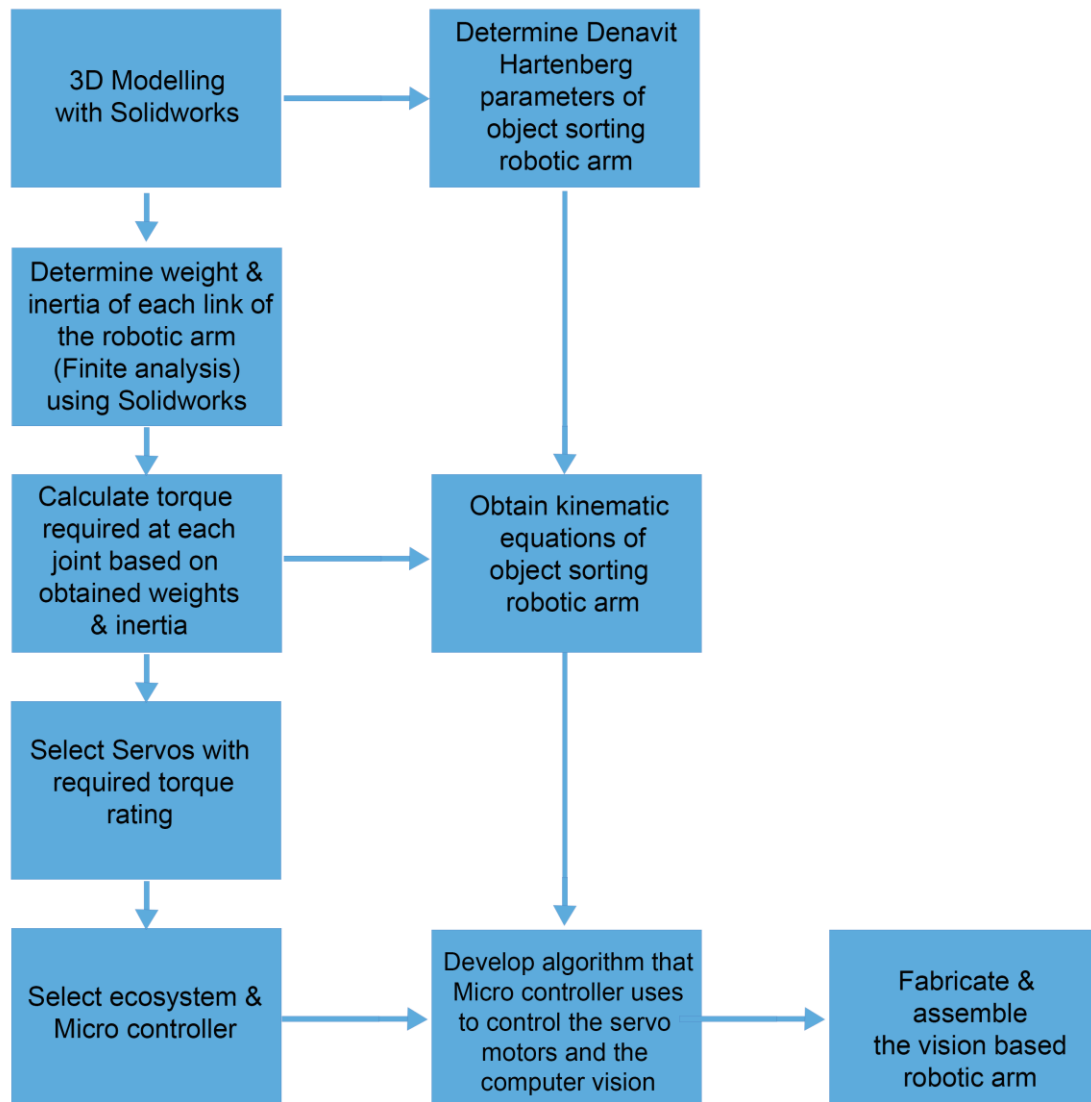 3D Modelling
with Solidworks
Determine Denavit
Hartenberg
parameters of
object sorting
robotic arm
Determine weight &
inertia of each link of
the robotic arm
(Finite analysis)
using Solidworks
Calculate torque
required at each
joint based on
obtained weights
& inertia
Obtain kinematic
equations of
object sorting
robotic arm
Select Servos with
required torque
rating
Select ecosystem &
Micro controller
Develop algorithm that
Micro controller uses
to control the servo
motors and the
computer vision
Fabricate &
assemble
the vision based
robotic arm